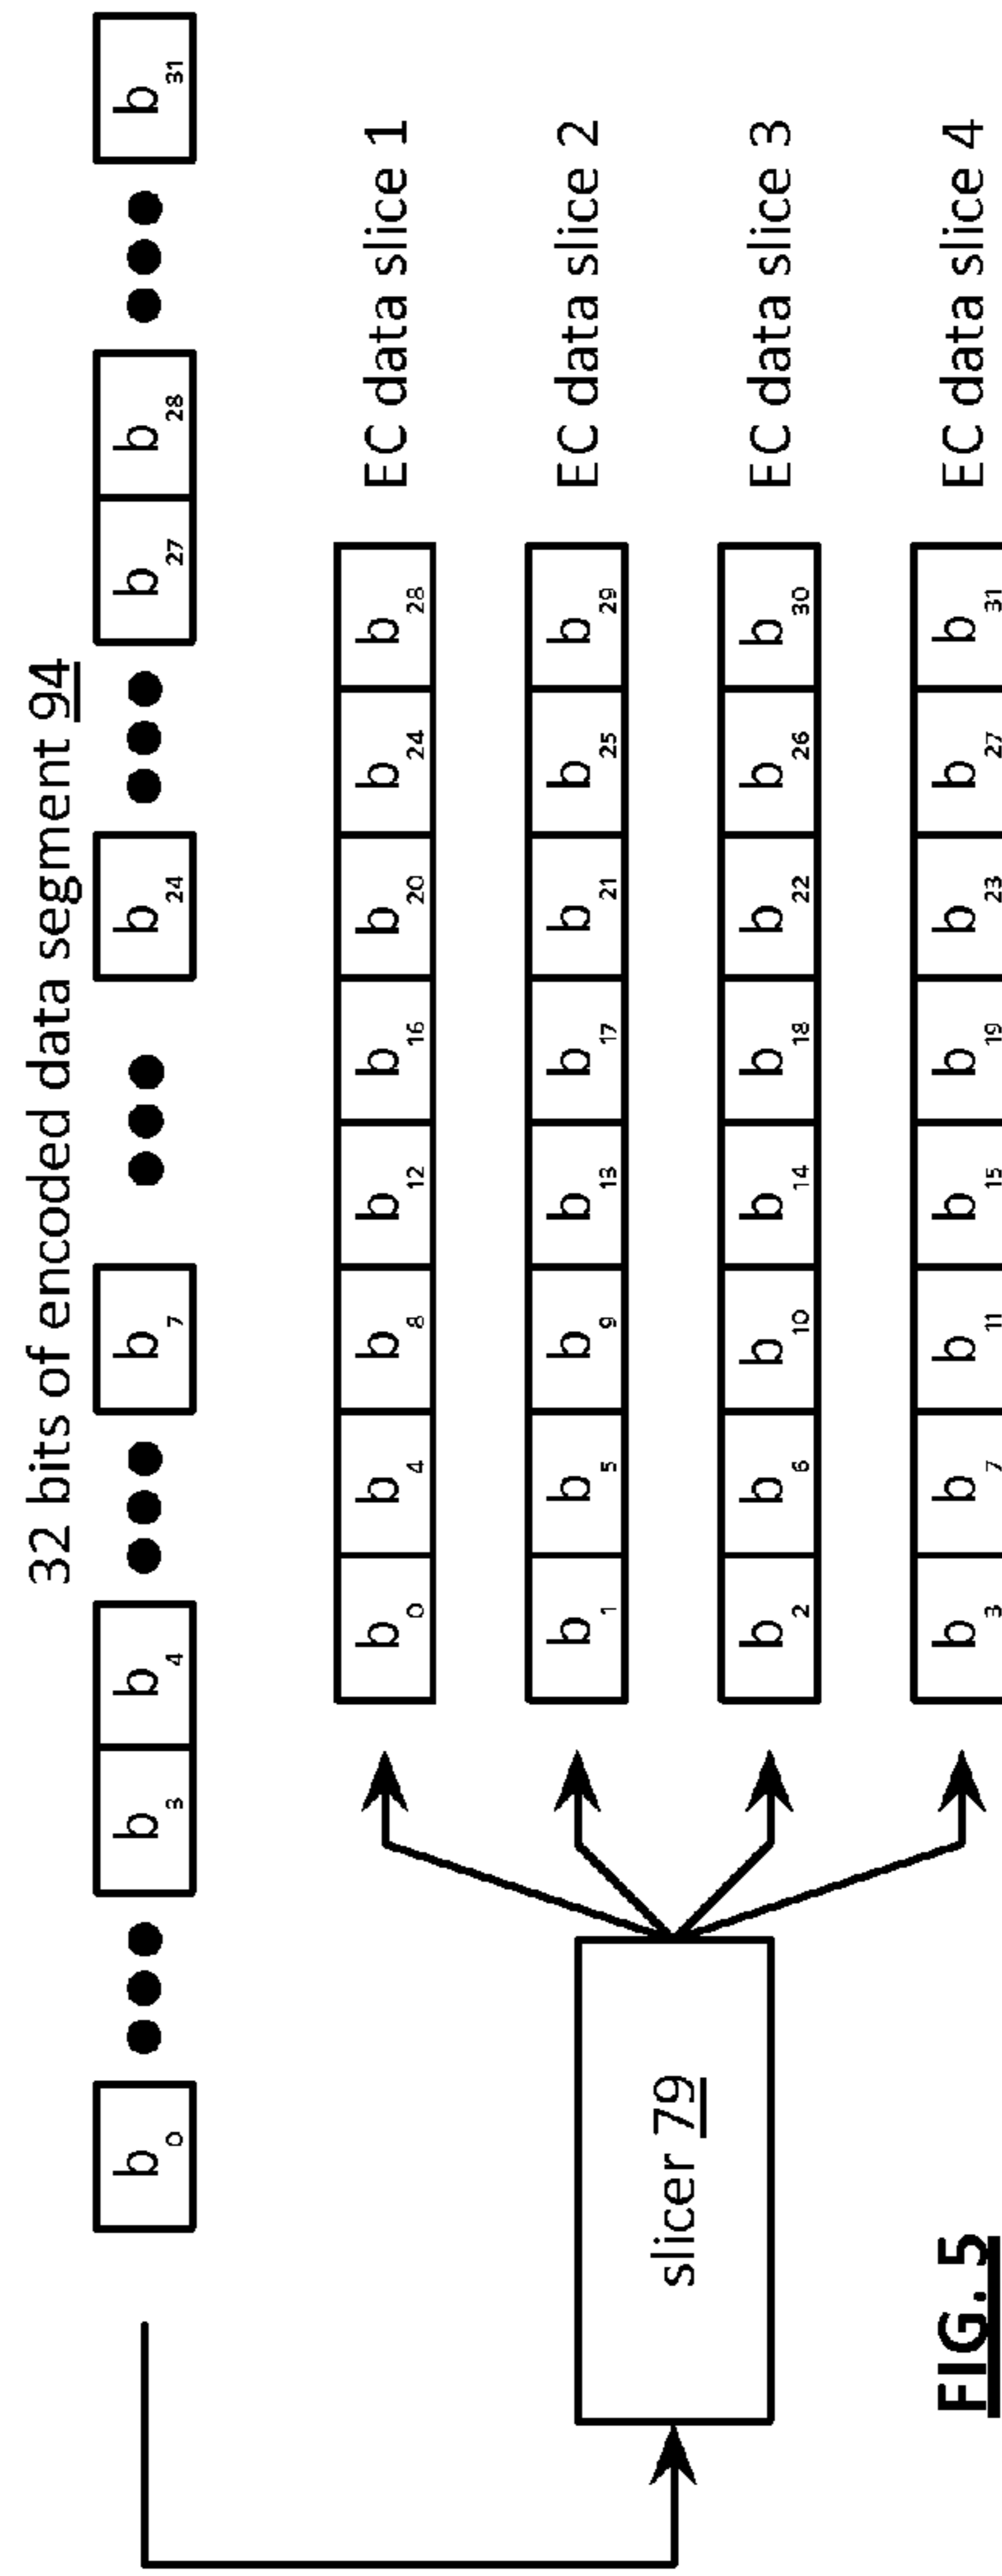 32 bits of encoded data segment 94
b0 b3 b4 b7 b24 b27 b28 b31
b0 b4 b8 b12 b16 b20 b24 b28 EC data slice 1
b1 b5 b9 b13 b17 b21 b25 b29 EC data slice 2
slicer 79
b2 b6 b10 b14 b18 b22 b26 b30 EC data slice 3
b3 b7 b11 b15 b19 b23 b27 b31 EC data slice 4
FIG. 5